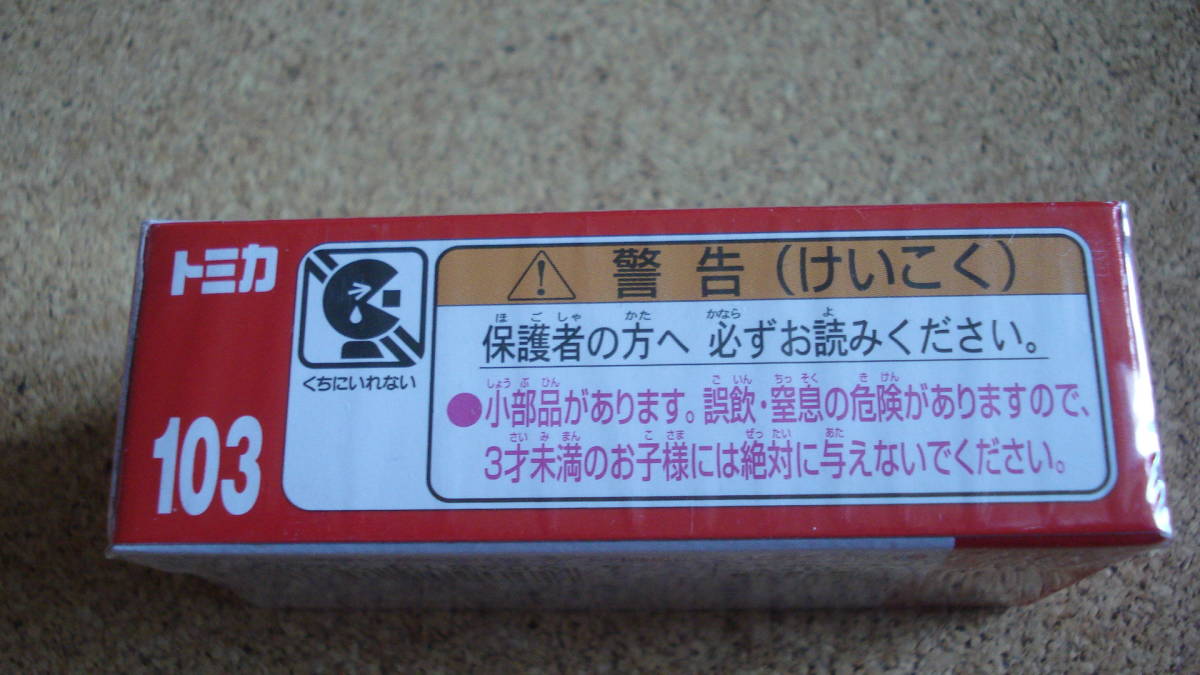 トミカ
103
くちにいれない
警告(けいこく)
ほ ご しゃ かた かなら よ
保護者の方へ 必ずお読みください。
しょう ぶ ひん ご いん ちっ そく き けん
●小部品があります。誤飲・窒息の危険がありますので、
さい み まん こ さま ぜっ たい あた
3才未満のお子様には絶対に与えないでください。